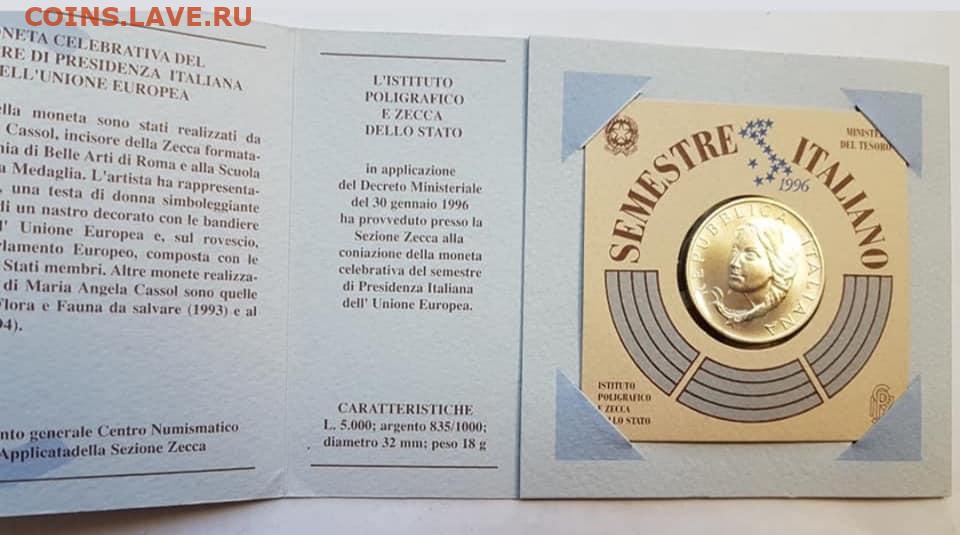 COINS.LAVE.RU
MONETA CELEBRATIVA DEL
RE DI PRESIDENZA ITALIANA
ELL'UNIONE EUROPEA
ella moneta sono stati realizzati da
Cassol, incisore della Zecca formata-
nia di Belle Arti di Roma e alla Scuola
a Medaglia. L'artista ha rappresenta-
, una testa di donna simboleggiante
di un nastro decorato con le bandiere
l' Unione Europea e, sul rovescio,
rlamento Europeo, composta con le
Stati membri. Altre monete realizza-
di Maria Angela Cassol sono quelle
Flora e Fauna da salvare (1993) e al
94).
nto generale Centro Numismatico
Applicatadella Sezione Zecca
L'ISTITUTO
POLIGRAFICO
E ZECCA
DELLO STATO
in applicazione
del Decreto Ministeriale
del 30 gennaio 1996
ha provveduto presso la
Sezione Zecca alla
coniazione della moneta
celebrativa del semestre
di Presidenza Italiana
dell' Unione Europea.
CARATTERISTICHE
L. 5.000; argento 835/1000;
diametro 32 mm; peso 18 g
SEMESTRE ITALIANO
1996
MINISTE
DEL TESORO
REPUBBLICA ITALIANA
ISTITUTO
POLIGRAFICO
E ZECCA
LLO STATO